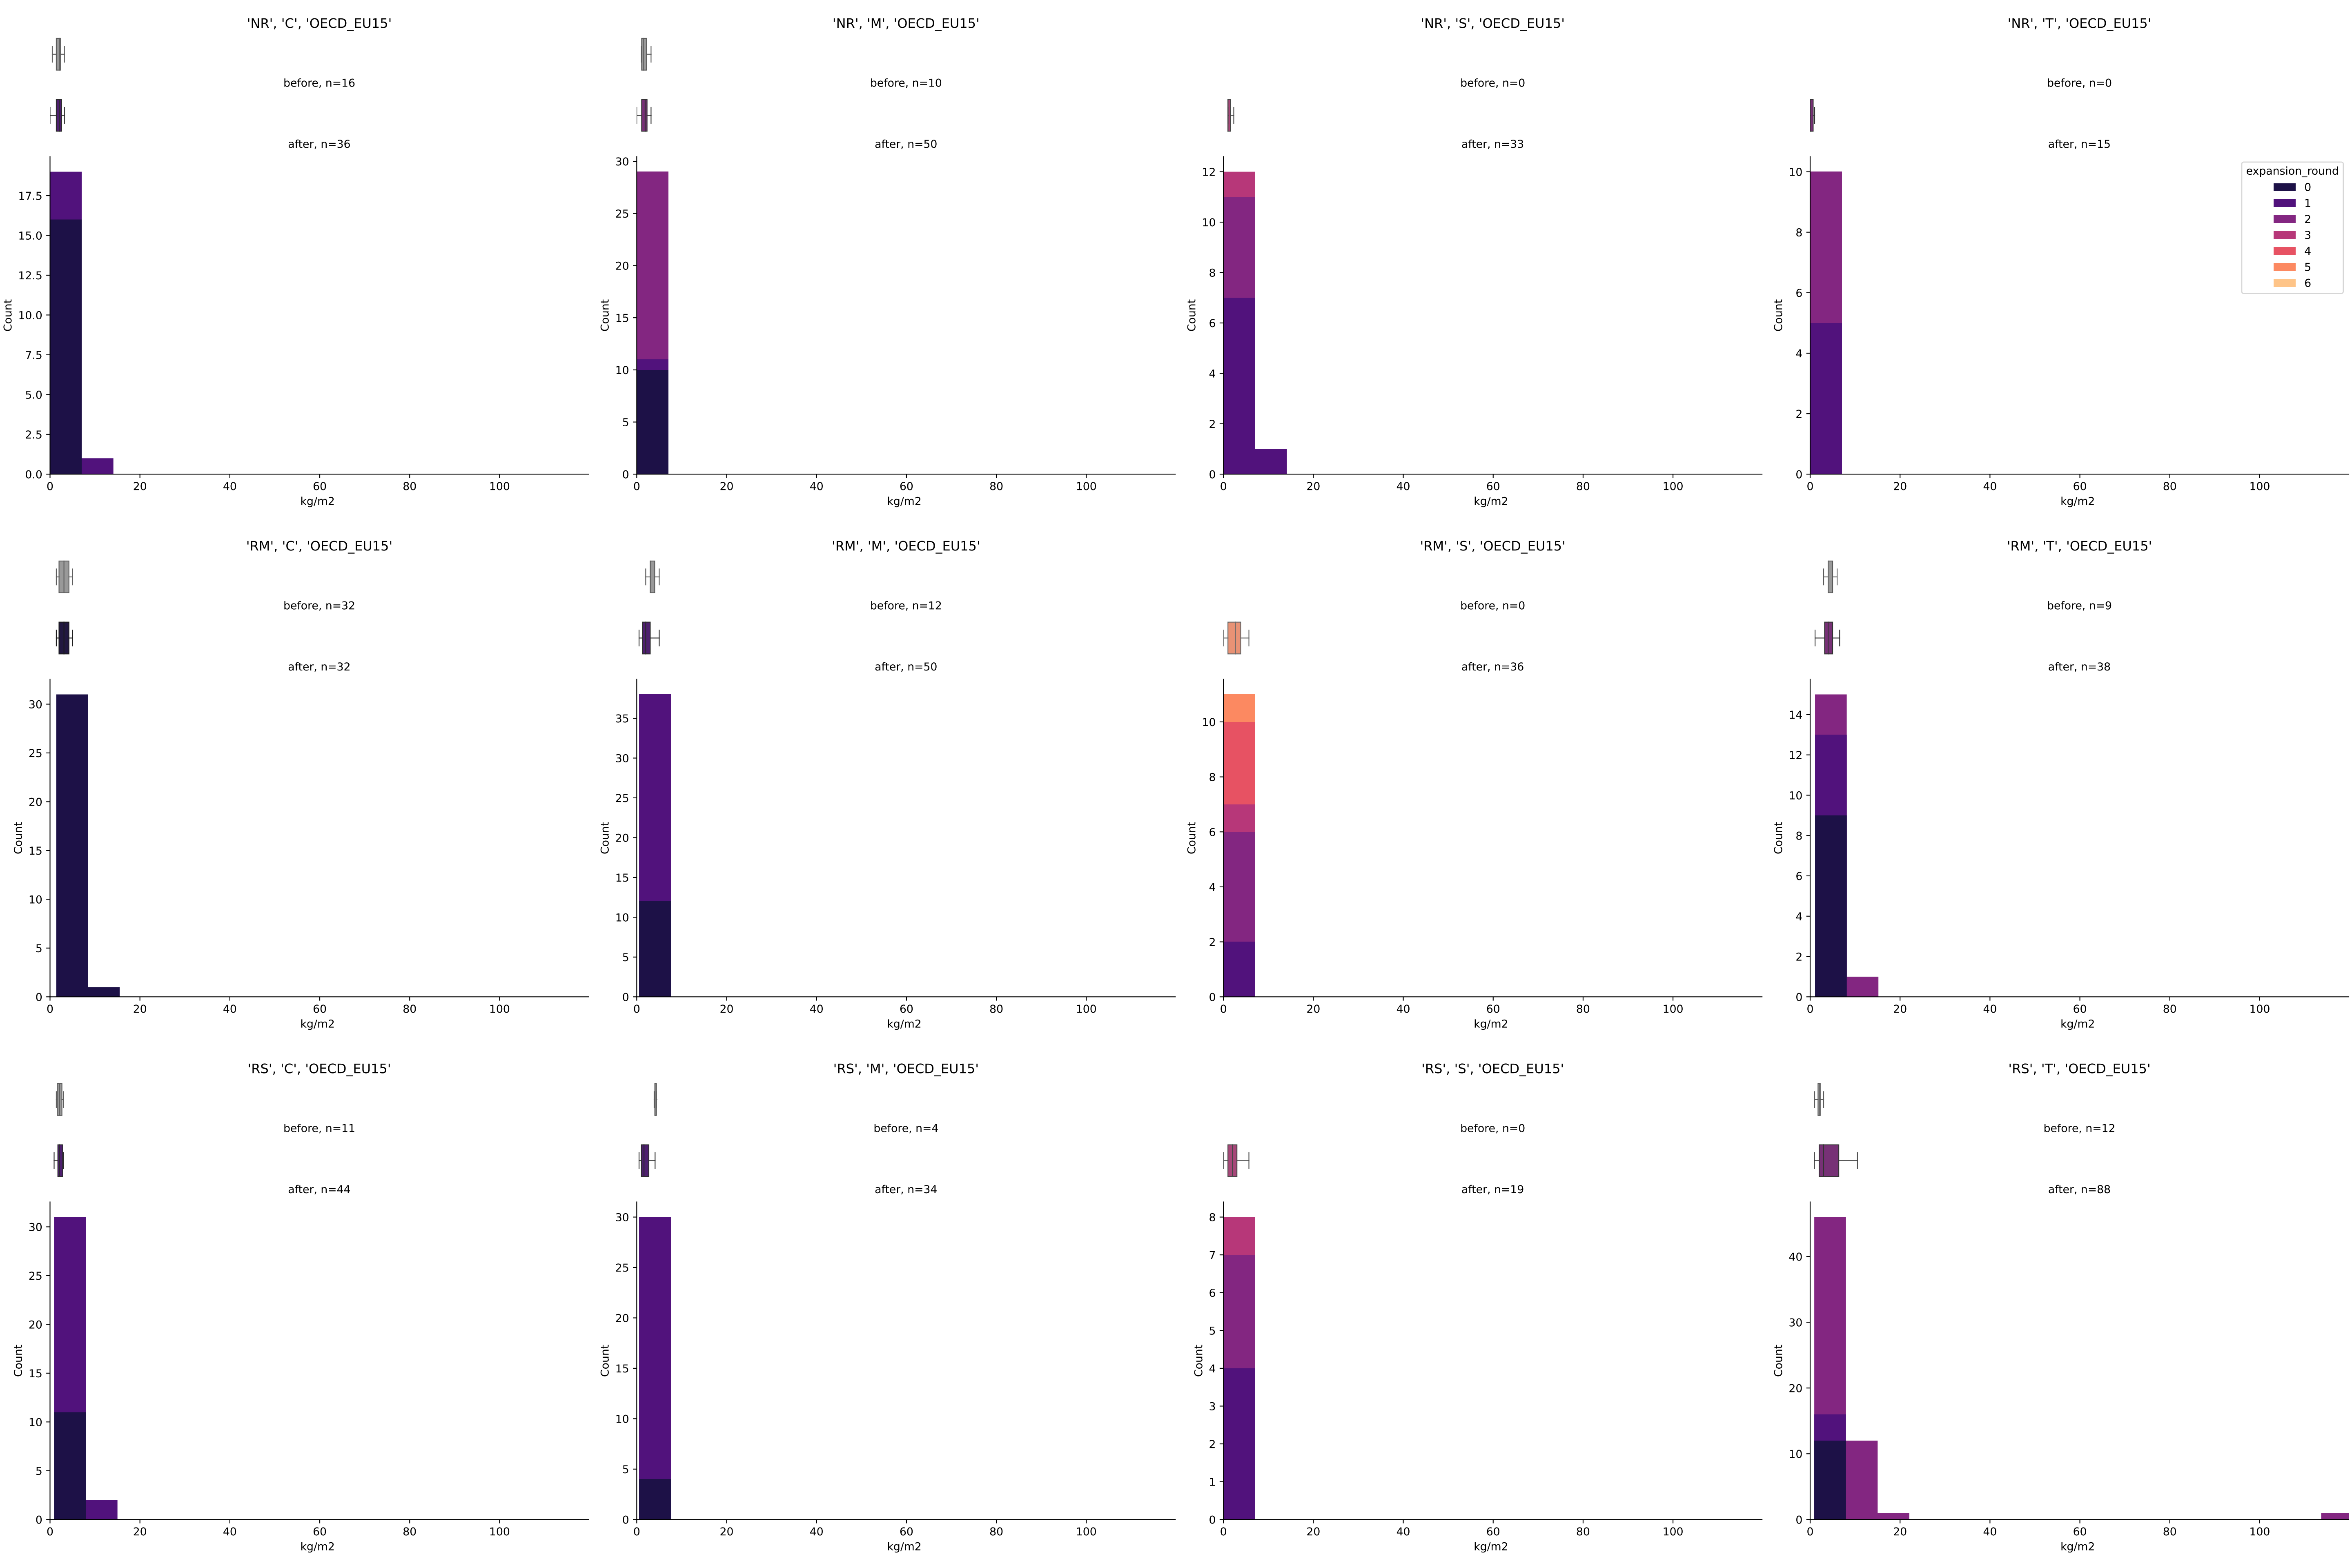 'NR', 'C', 'OECD_EU15'
before, n=16
after, n=36
17.5
15.0
12.5
10.0
7.5
5.0
2.5
0.0
Count
0 20 40 60 80 100
kg/m2
'NR', 'M', 'OECD_EU15'
before, n=10
after, n=50
30
25
20
15
10
5
0
Count
0 20 40 60 80 100
kg/m2
'NR', 'S', 'OECD_EU15'
before, n=0
after, n=33
12
10
8
6
4
2
0
Count
0 20 40 60 80 100
kg/m2
'NR', 'T', 'OECD_EU15'
before, n=0
after, n=15
10
8
6
4
2
0
Count
0 20 40 60 80 100
kg/m2
expansion_round
0
1
2
3
4
5
6
'RM', 'C', 'OECD_EU15'
before, n=32
after, n=32
30
25
20
15
10
5
0
Count
0 20 40 60 80 100
kg/m2
'RM', 'M', 'OECD_EU15'
before, n=12
after, n=50
35
30
25
20
15
10
5
0
Count
0 20 40 60 80 100
kg/m2
'RM', 'S', 'OECD_EU15'
before, n=0
after, n=36
10
8
6
4
2
0
Count
0 20 40 60 80 100
kg/m2
'RM', 'T', 'OECD_EU15'
before, n=9
after, n=38
14
12
10
8
6
4
2
0
Count
0 20 40 60 80 100
kg/m2
'RS', 'C', 'OECD_EU15'
before, n=11
after, n=44
30
25
20
15
10
5
0
Count
0 20 40 60 80 100
kg/m2
'RS', 'M', 'OECD_EU15'
before, n=4
after, n=34
30
25
20
15
10
5
0
Count
0 20 40 60 80 100
kg/m2
'RS', 'S', 'OECD_EU15'
before, n=0
after, n=19
8
7
6
5
4
3
2
1
0
Count
0 20 40 60 80 100
kg/m2
'RS', 'T', 'OECD_EU15'
before, n=12
after, n=88
40
30
20
10
0
Count
0 20 40 60 80 100
kg/m2